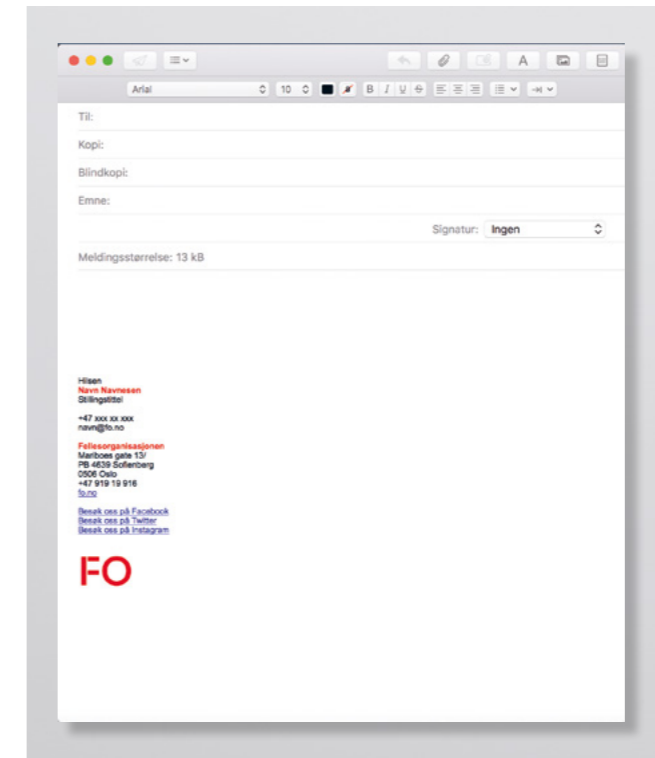 Arial 10 B I U S
A
Til:
Kopi:
Blindkopi:
Emne:
Signatur: Ingen
Meldingsstørrelse: 13 kB
Hilsen
Navn Navnesen
Stillingstittel
+47 xxx xx xxx
navn@fo.no
Fellesorganisasjonen
Mariboes gate 13/
PB 4639 Sofienberg
0506 Oslo
+47 919 19 916
fo.no
Besøk oss på Facebook
Besøk oss på Twitter
Besøk oss på Instagram
FO